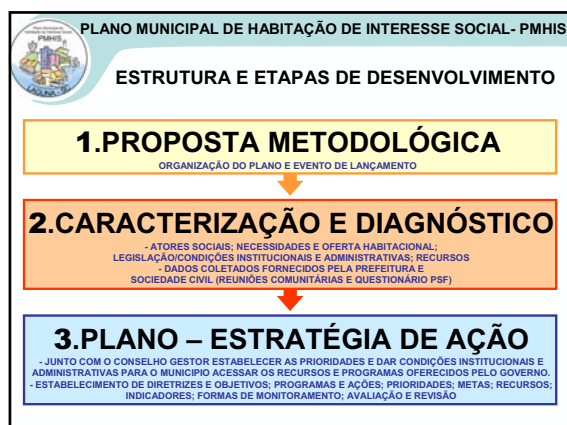 PLANO MUNICIPAL DE HABITAÇÃO DE INTERESSE SOCIAL- PMHIS
PMHIS
LAGUNA-SC
ESTRUTURA E ETAPAS DE DESENVOLVIMENTO
1.PROPOSTA METODOLÓGICA
ORGANIZAÇÃO DO PLANO E EVENTO DE LANÇAMENTO
2.CARACTERIZAÇÃO E DIAGNÓSTICO
- ATORES SOCIAIS; NECESSIDADES E OFERTA HABITACIONAL;
LEGISLAÇÃO/CONDIÇÕES INSTITUCIONAIS E ADMINISTRATIVAS; RECURSOS
- DADOS COLETADOS FORNECIDOS PELA PREFEITURA E
SOCIEDADE CIVIL (REUNIÕES COMUNITÁRIAS E QUESTIONÁRIO PSF)
3.PLANO – ESTRATÉGIA DE AÇÃO
- JUNTO COM O CONSELHO GESTOR ESTABELECER AS PRIORIDADES E DAR CONDIÇÕES INSTITUCIONAIS E
ADMINISTRATIVAS PARA O MUNICIPIO ACESSAR OS RECURSOS E PROGRAMAS OFERECIDOS PELO GOVERNO.
- ESTABELECIMENTO DE DIRETRIZES E OBJETIVOS; PROGRAMAS E AÇÕES; PRIORIDADES; METAS; RECURSOS;
INDICADORES; FORMAS DE MONITORAMENTO; AVALIAÇÃO E REVISÃO